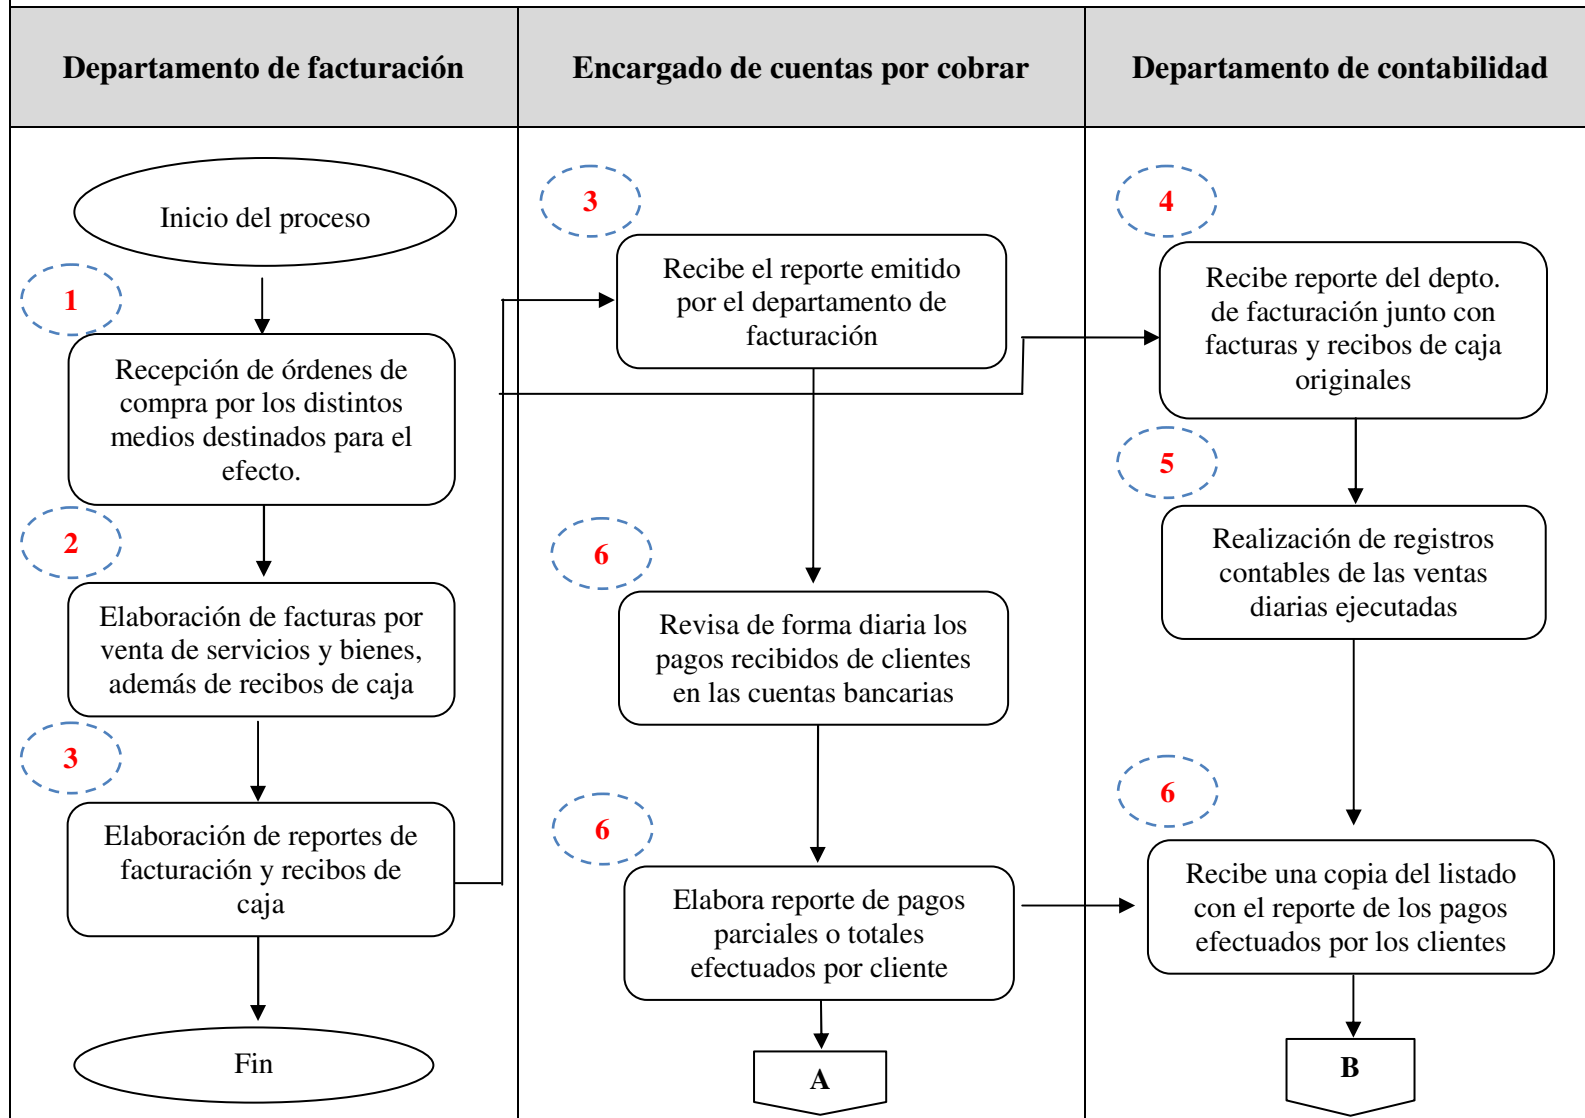 Departamento de facturación
Encargado de cuentas por cobrar
Departamento de contabilidad
Inicio del proceso
1
Recepción de órdenes de
compra por los distintos
medios destinados para el
efecto.
2
Elaboración de facturas por
venta de servicios y bienes,
además de recibos de caja
3
Elaboración de reportes de
facturación y recibos de
caja
Fin
3
Recibe el reporte emitido
por el departamento de
facturación
6
Revisa de forma diaria los
pagos recibidos de clientes
en las cuentas bancarias
6
Elabora reporte de pagos
parciales o totales
efectuados por cliente
A
4
Recibe reporte del depto.
de facturación junto con
facturas y recibos de caja
originales
5
Realización de registros
contables de las ventas
diarias ejecutadas
6
Recibe una copia del listado
con el reporte de los pagos
efectuados por los clientes
B